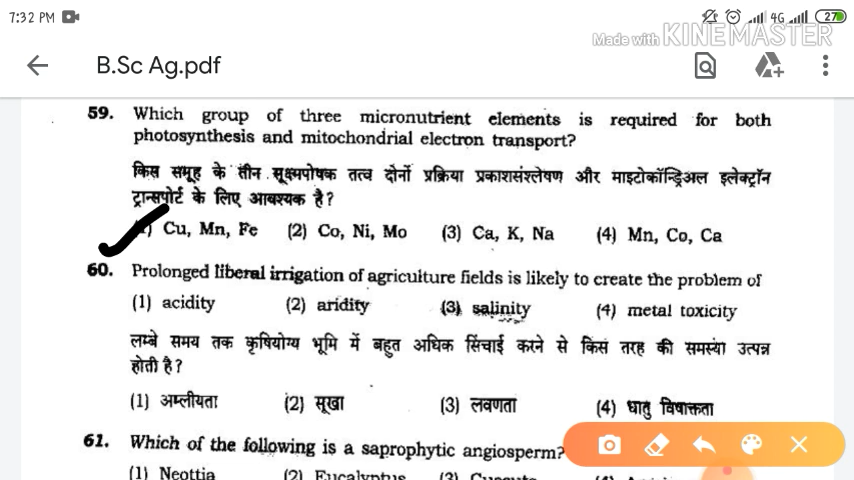 7:32 PM
4G
27
Made with KINEMASTER
B.Sc Ag.pdf
59. Which group of three micronutrient elements is required for both
photosynthesis and mitochondrial electron transport?
किस समूह के तीन सूक्ष्मपोषक तत्व दोनों प्रक्रिया प्रकाशसंश्लेषण और माइटोकॉन्ड्रिअल इलेक्ट्रॉन
ट्रान्सपोर्ट के लिए आवश्यक है?
(1) Cu, Mn, Fe (2) Co, Ni, Mo (3) Ca, K, Na (4) Mn, Co, Ca
60. Prolonged liberal irrigation of agriculture fields is likely to create the problem of
(1) acidity (2) aridity (3) salinity (4) metal toxicity
लम्बे समय तक कृषियोग्य भूमि में बहुत अधिक सिंचाई करने से किस तरह की समस्या उत्पन्न
होती है?
(1) अम्लीयता (2) सूखा (3) लवणता (4) धातु विषाक्तता
61. Which of the following is a saprophytic angiosperm?
(1) Neottia (2) Eucalyptus (3)